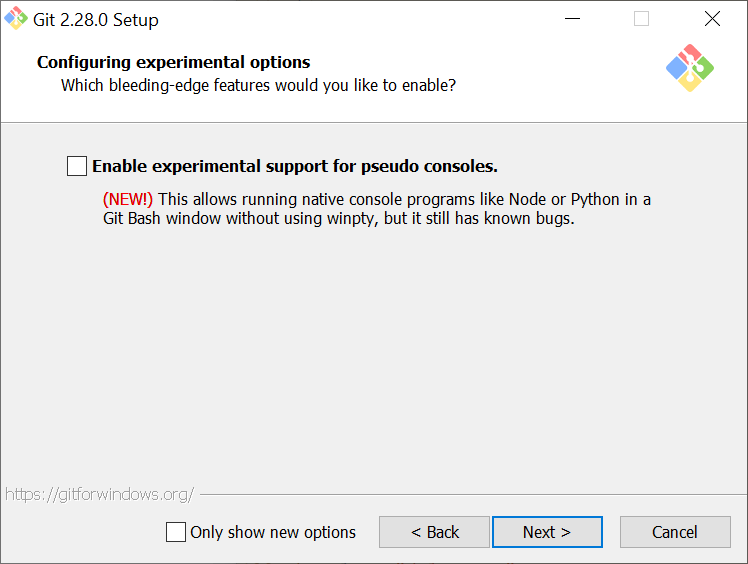 Git 2.28.0 Setup
Configuring experimental options
Which bleeding-edge features would you like to enable?
Enable experimental support for pseudo consoles.
(NEW!) This allows running native console programs like Node or Python in a
Git Bash window without using winpty, but it still has known bugs.
https://gitforwindows.org/
Only show new options
< Back
Next >
Cancel